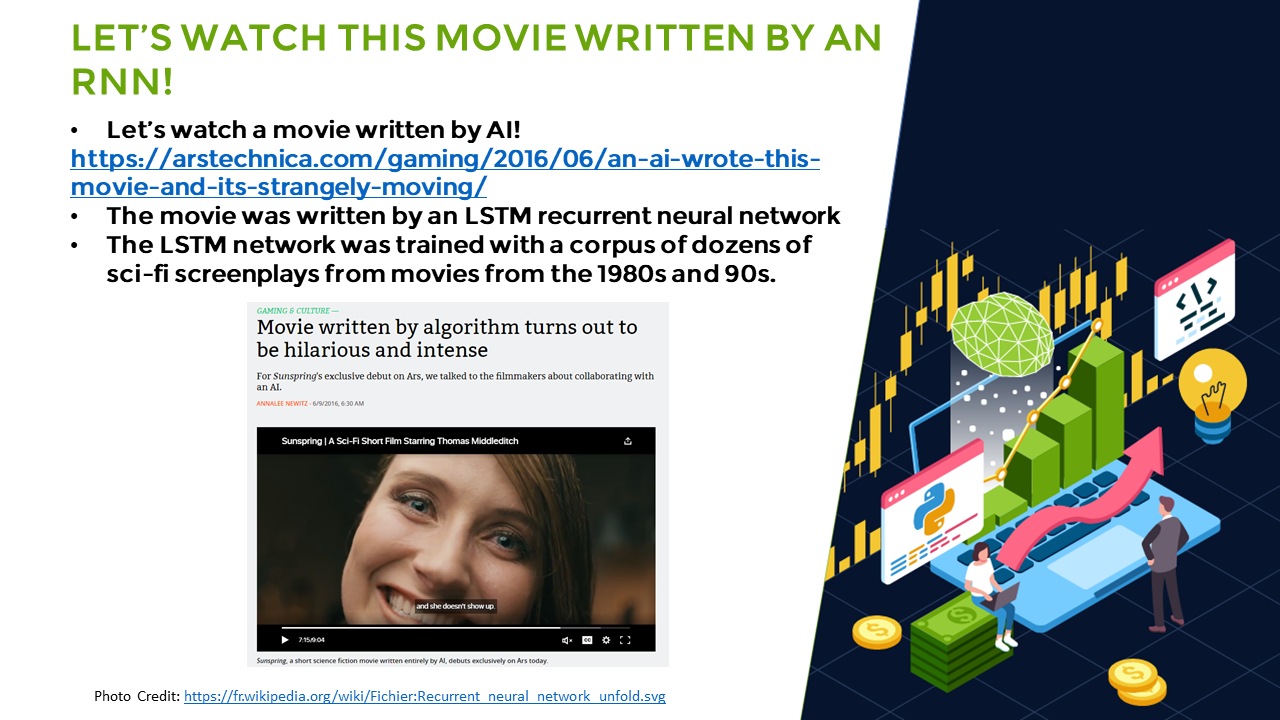 LET’S WATCH THIS MOVIE WRITTEN BY AN
RNN!
• Let’s watch a movie written by AI!
https://arstechnica.com/gaming/2016/06/an-ai-wrote-this-
movie-and-its-strangely-moving/
• The movie was written by an LSTM recurrent neural network
• The LSTM network was trained with a corpus of dozens of
sci-fi screenplays from movies from the 1980s and 90s.
GAMING & CULTURE —
Movie written by algorithm turns out to
be hilarious and intense
For Sunspring's exclusive debut on Ars, we talked to the filmmakers about collaborating with
an AI.
ANNALEE NEWITZ - 6/9/2016, 6:30 AM
Sunspring | A Sci-Fi Short Film Starring Thomas Middleditch
and she doesn't show up.
7:15/9:04
CC
Sunspring, a short science fiction movie written entirely by AI, debuts exclusively on Ars today.
Photo Credit: https://fr.wikipedia.org/wiki/Fichier:Recurrent_neural_network_unfold.svg